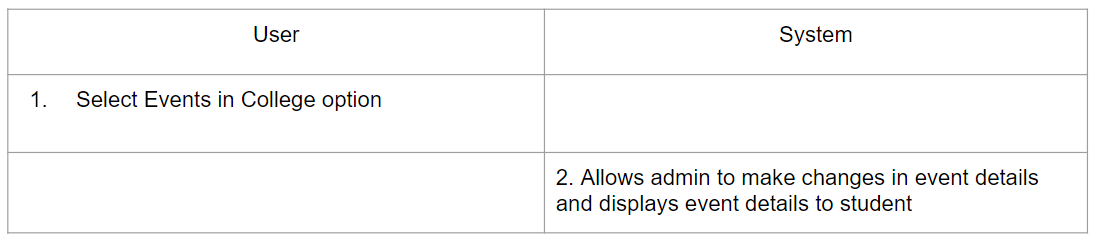 User
System
1. Select Events in College option
2. Allows admin to make changes in event details
and displays event details to student